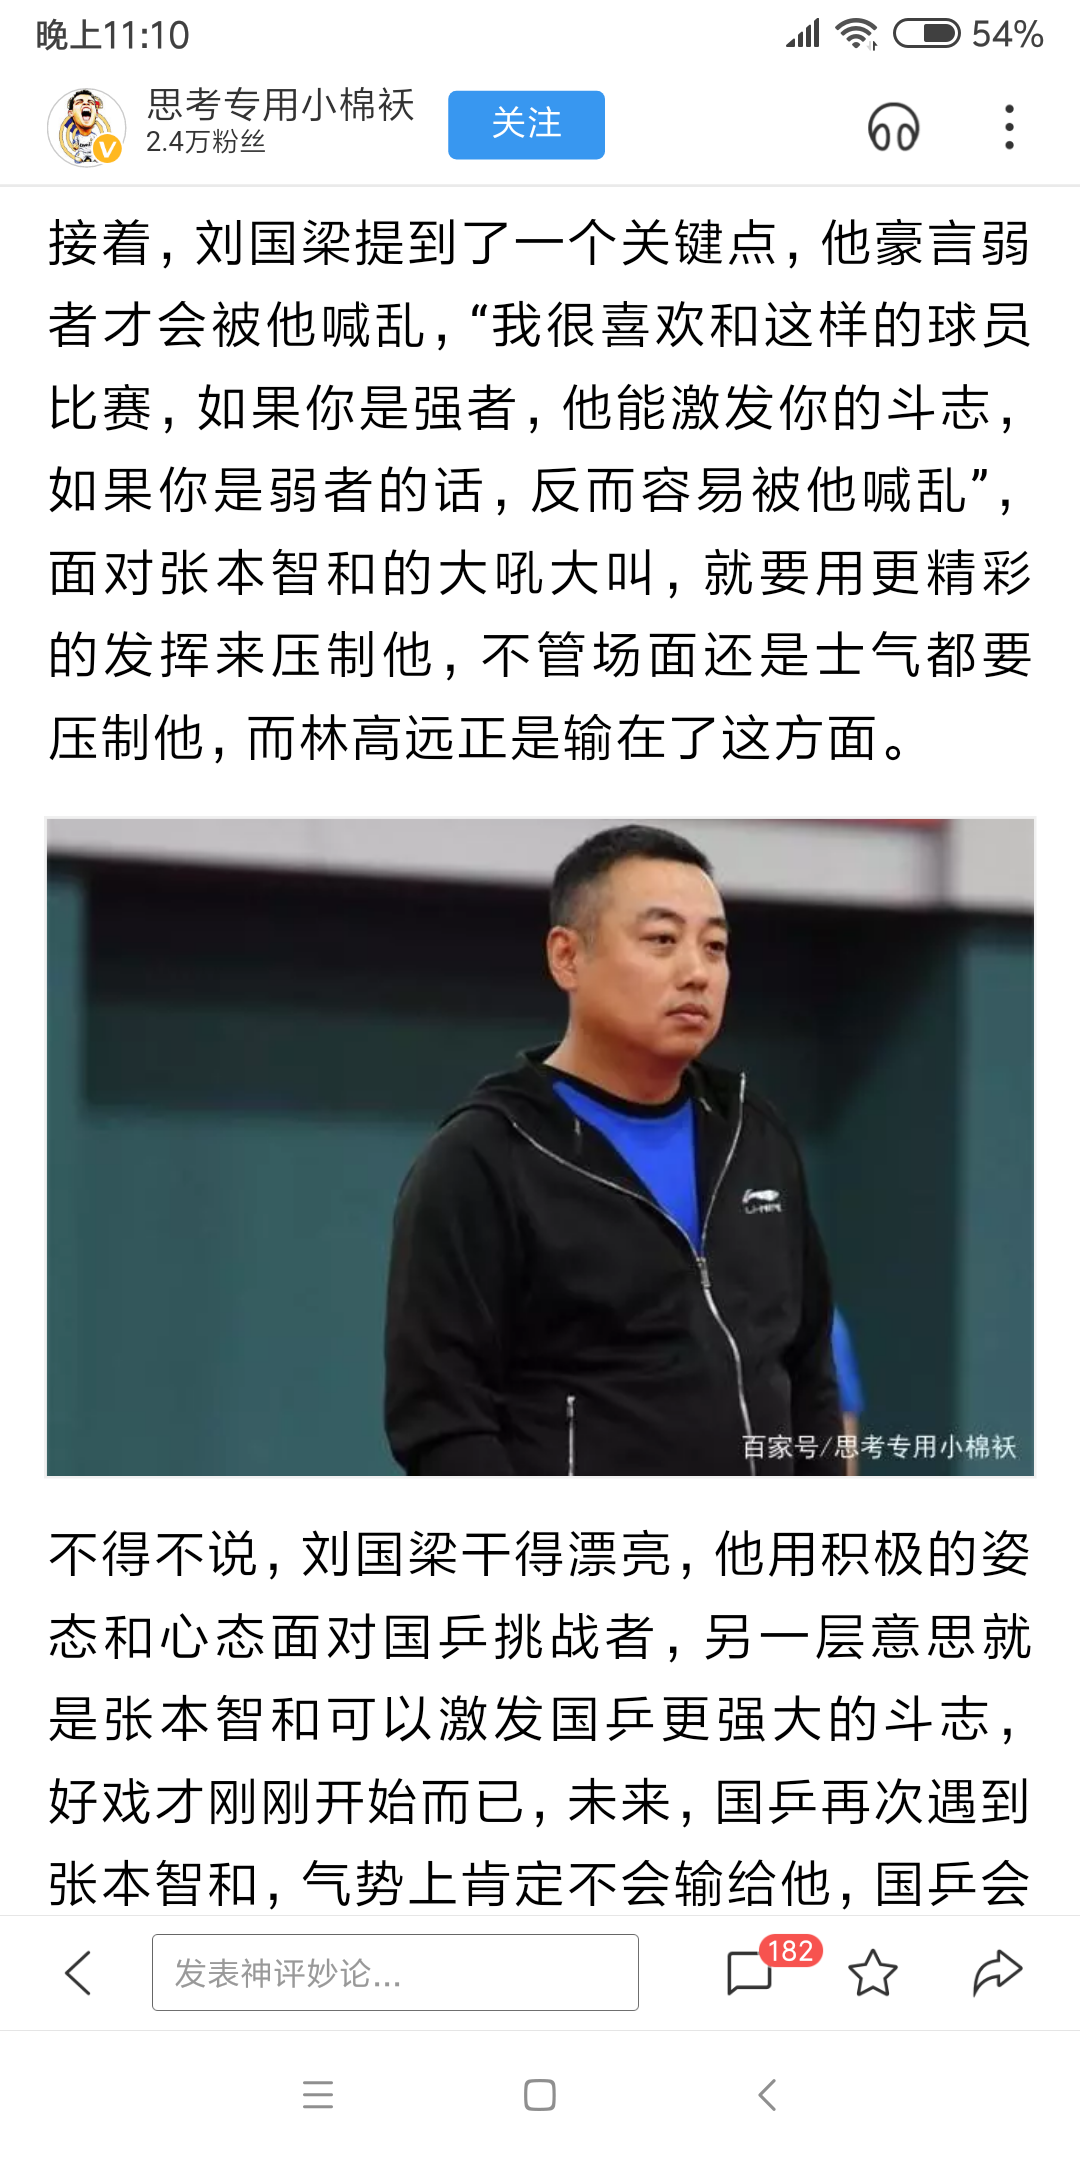 晚上11:10
54%
思考专用小棉袄
2.4万粉丝
关注
接着，刘国梁提到了一个关键点，他豪言弱
者才会被他喊乱，“我很喜欢和这样的球员
比赛，如果你是强者，他能激发你的斗志，
如果你是弱者的话，反而容易被他喊乱”，
面对张本智和的大吼大叫，就要用更精彩
的发挥来压制他，不管场面还是士气都要
压制他，而林高远正是输在了这方面。
LI-NING
百家号/思考专用小棉袄
不得不说，刘国梁干得漂亮，他用积极的姿
态和心态面对国乒挑战者，另一层意思就
是张本智和可以激发国乒更强大的斗志，
好戏才刚刚开始而已，未来，国乒再次遇到
张本智和，气势上肯定不会输给他，国乒会
发表神评妙论...
182